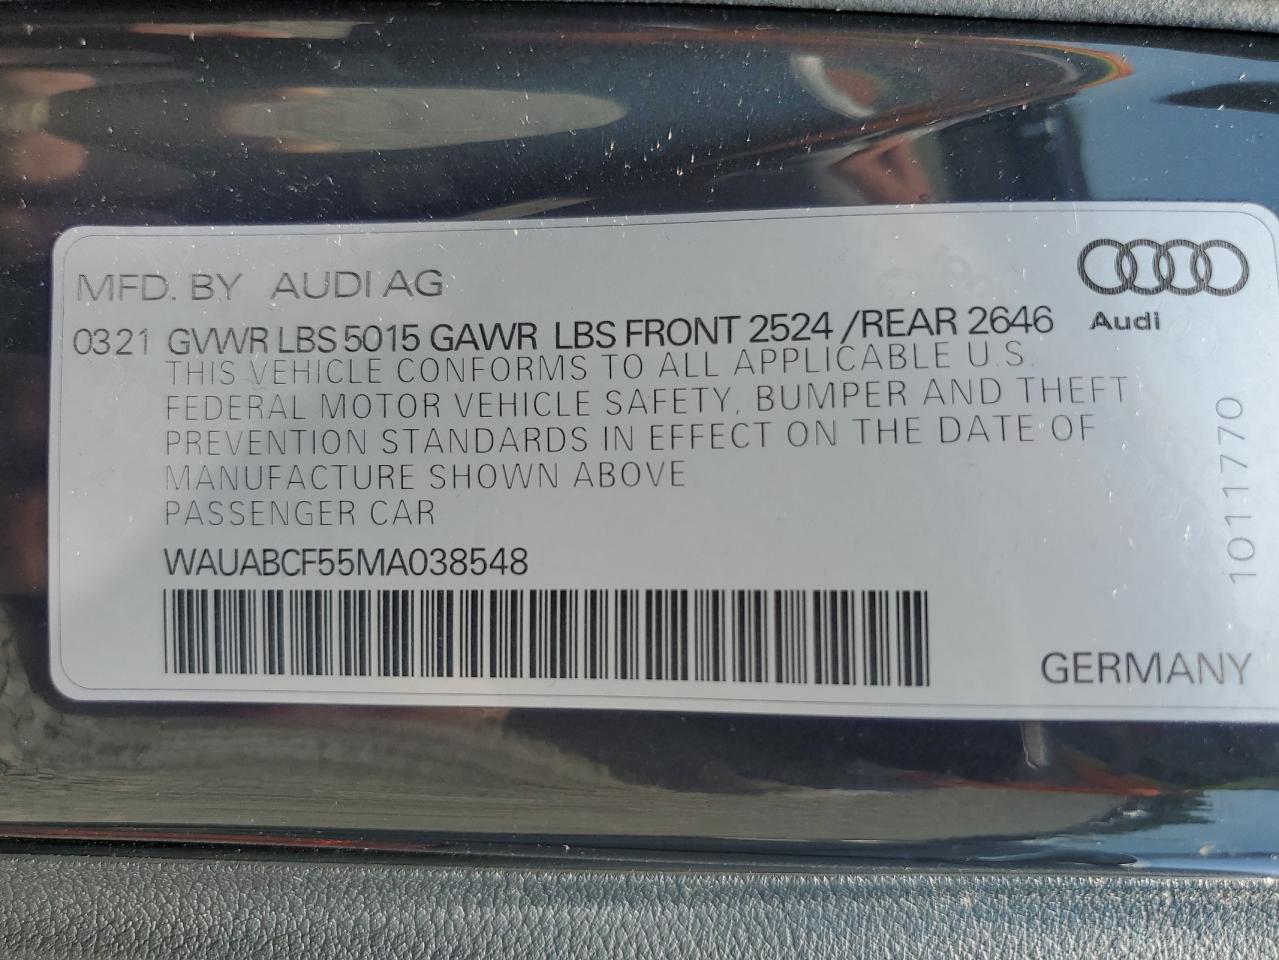 MFD. BY AUDI AG
0321 GVWR LBS 5015 GAWR LBS FRONT 2524 /REAR 2646
Audi
THIS VEHICLE CONFORMS TO ALL APPLICABLE U.S.
FEDERAL MOTOR VEHICLE SAFETY, BUMPER AND THEFT
PREVENTION STANDARDS IN EFFECT ON THE DATE OF
MANUFACTURE SHOWN ABOVE
PASSENGER CAR
WAUABCF55MA038548
1011770
GERMANY